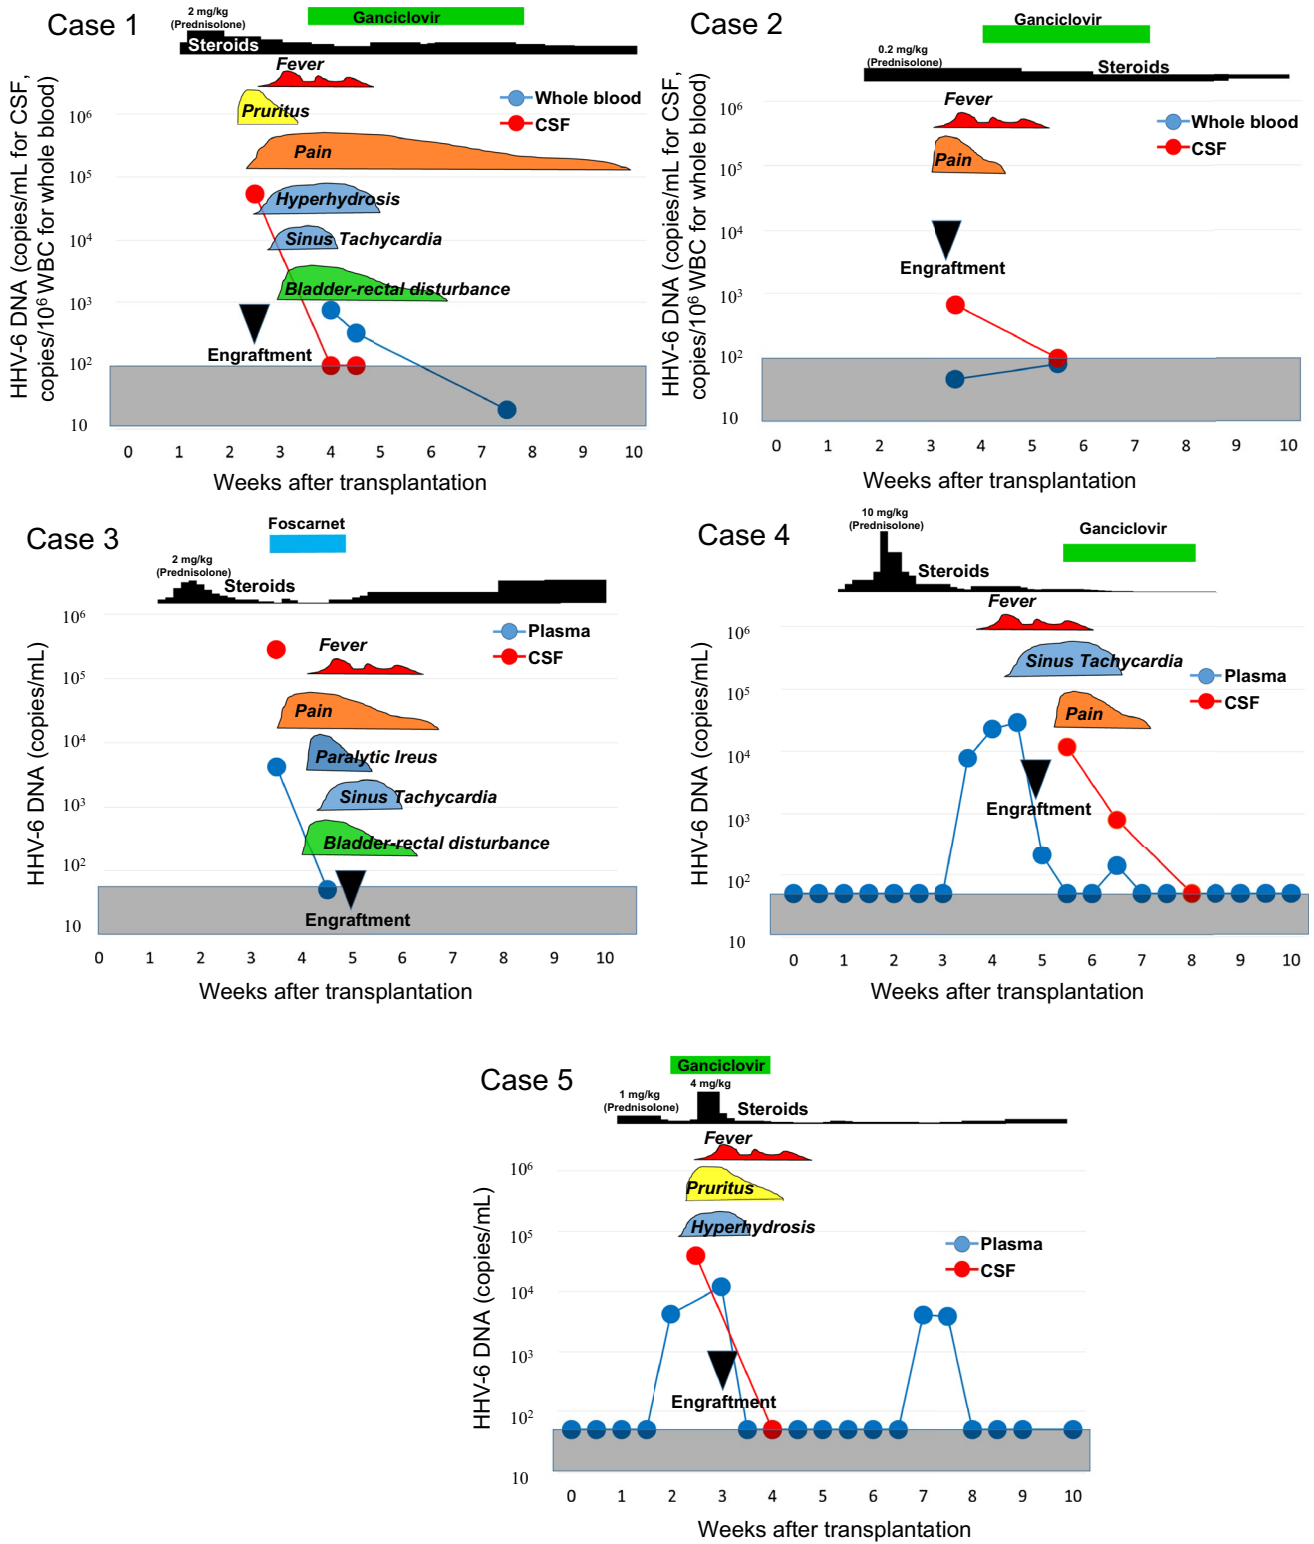 Case 1
2 mg/kg
(Prednisolone)
Ganciclovir
Steroids
Fever
Pruritus
Pain
Hyperhydrosis
Sinus Tachycardia
Bladder-rectal disturbance
Engraftment
Whole blood
CSF
HHV-6 DNA (copies/mL for CSF,
copies/10⁶ WBC for whole blood)
10⁶
10⁵
10⁴
10³
10²
10
0 1 2 3 4 5 6 7 8 9 10
Weeks after transplantation
Case 2
Ganciclovir
0.2 mg/kg
(Prednisolone)
Steroids
Fever
Pain
Engraftment
Whole blood
CSF
HHV-6 DNA (copies/mL for CSF,
copies/10⁶ WBC for whole blood)
10⁶
10⁵
10⁴
10³
10²
10
0 1 2 3 4 5 6 7 8 9 10
Weeks after transplantation
Case 3
Foscarnet
2 mg/kg
(Prednisolone)
Steroids
Fever
Pain
Paralytic Ireus
Sinus Tachycardia
Bladder-rectal disturbance
Engraftment
Plasma
CSF
HHV-6 DNA (copies/mL)
10⁶
10⁵
10⁴
10³
10²
10
0 1 2 3 4 5 6 7 8 9 10
Weeks after transplantation
Case 4
10 mg/kg
(Prednisolone)
Ganciclovir
Steroids
Fever
Sinus Tachycardia
Pain
Engraftment
Plasma
CSF
HHV-6 DNA (copies/mL)
10⁶
10⁵
10⁴
10³
10²
10
0 1 2 3 4 5 6 7 8 9 10
Weeks after transplantation
Case 5
Ganciclovir
1 mg/kg
(Prednisolone)
4 mg/kg
Steroids
Fever
Pruritus
Hyperhydrosis
Engraftment
Plasma
CSF
HHV-6 DNA (copies/mL)
10⁶
10⁵
10⁴
10³
10²
10
0 1 2 3 4 5 6 7 8 9 10
Weeks after transplantation